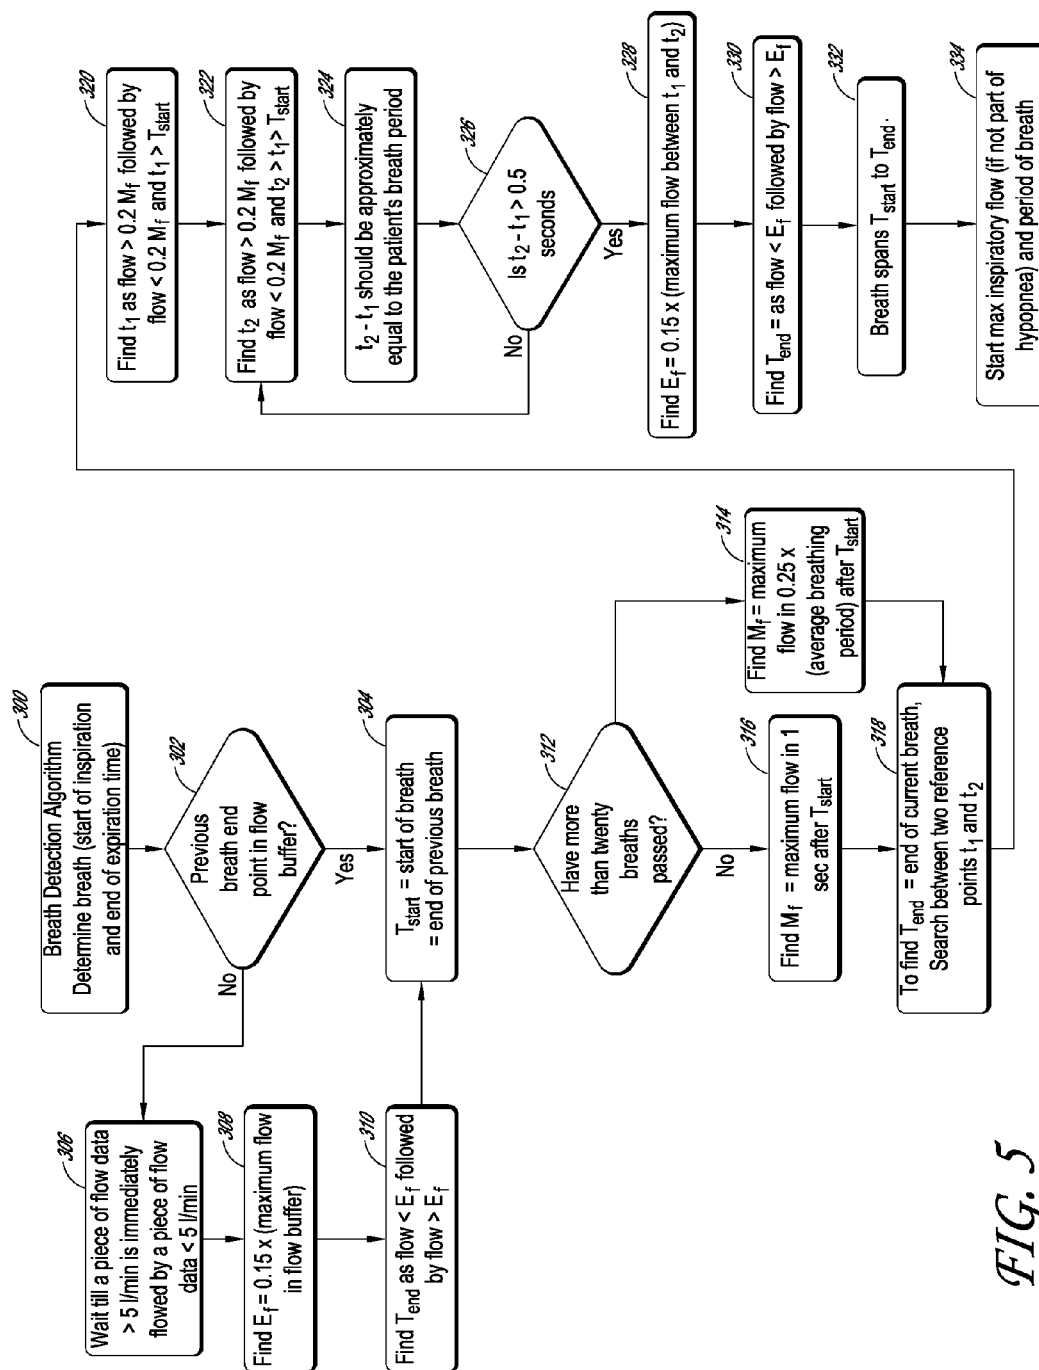 300
Breath Detection Algorithm
Determine breath (start of inspiration
and end of expiration time)
302
Previous
breath end
point in flow
buffer?
No
Yes
306
Wait till a piece of flow data
> 5 l/min is immediately
flowed by a piece of flow
data < 5 l/min
308
Find E_f = 0.15 x (maximum flow
in flow buffer)
310
Find T_end as flow < E_f followed
by flow > E_f
304
T_start = start of breath
= end of previous breath
312
Have more
than twenty
breaths
passed?
No
314
Find M_f = maximum
flow in 0.25 x
(average breathing
period) after T_start
316
Find M_f = maximum flow in 1
sec after T_start
318
To find T_end = end of current breath,
Search between two reference
points t_1 and t_2
320
Find t_1 as flow > 0.2 M_f followed by
flow < 0.2 M_f and t_1 > T_start
322
Find t_2 as flow > 0.2 M_f followed by
flow < 0.2 M_f and t_2 > t_1 > T_start
324
t_2 - t_1 should be approximately
equal to the patient's breath period
326
Is t_2 - t_1 > 0.5
seconds
No
Yes
328
Find E_f = 0.15 x (maximum flow between t_1 and t_2)
330
Find T_end = as flow < E_f followed by flow > E_f
332
Breath spans T_start to T_end.
334
Start max inspiratory flow (if not part of
hypopnea) and period of breath
FIG. 5